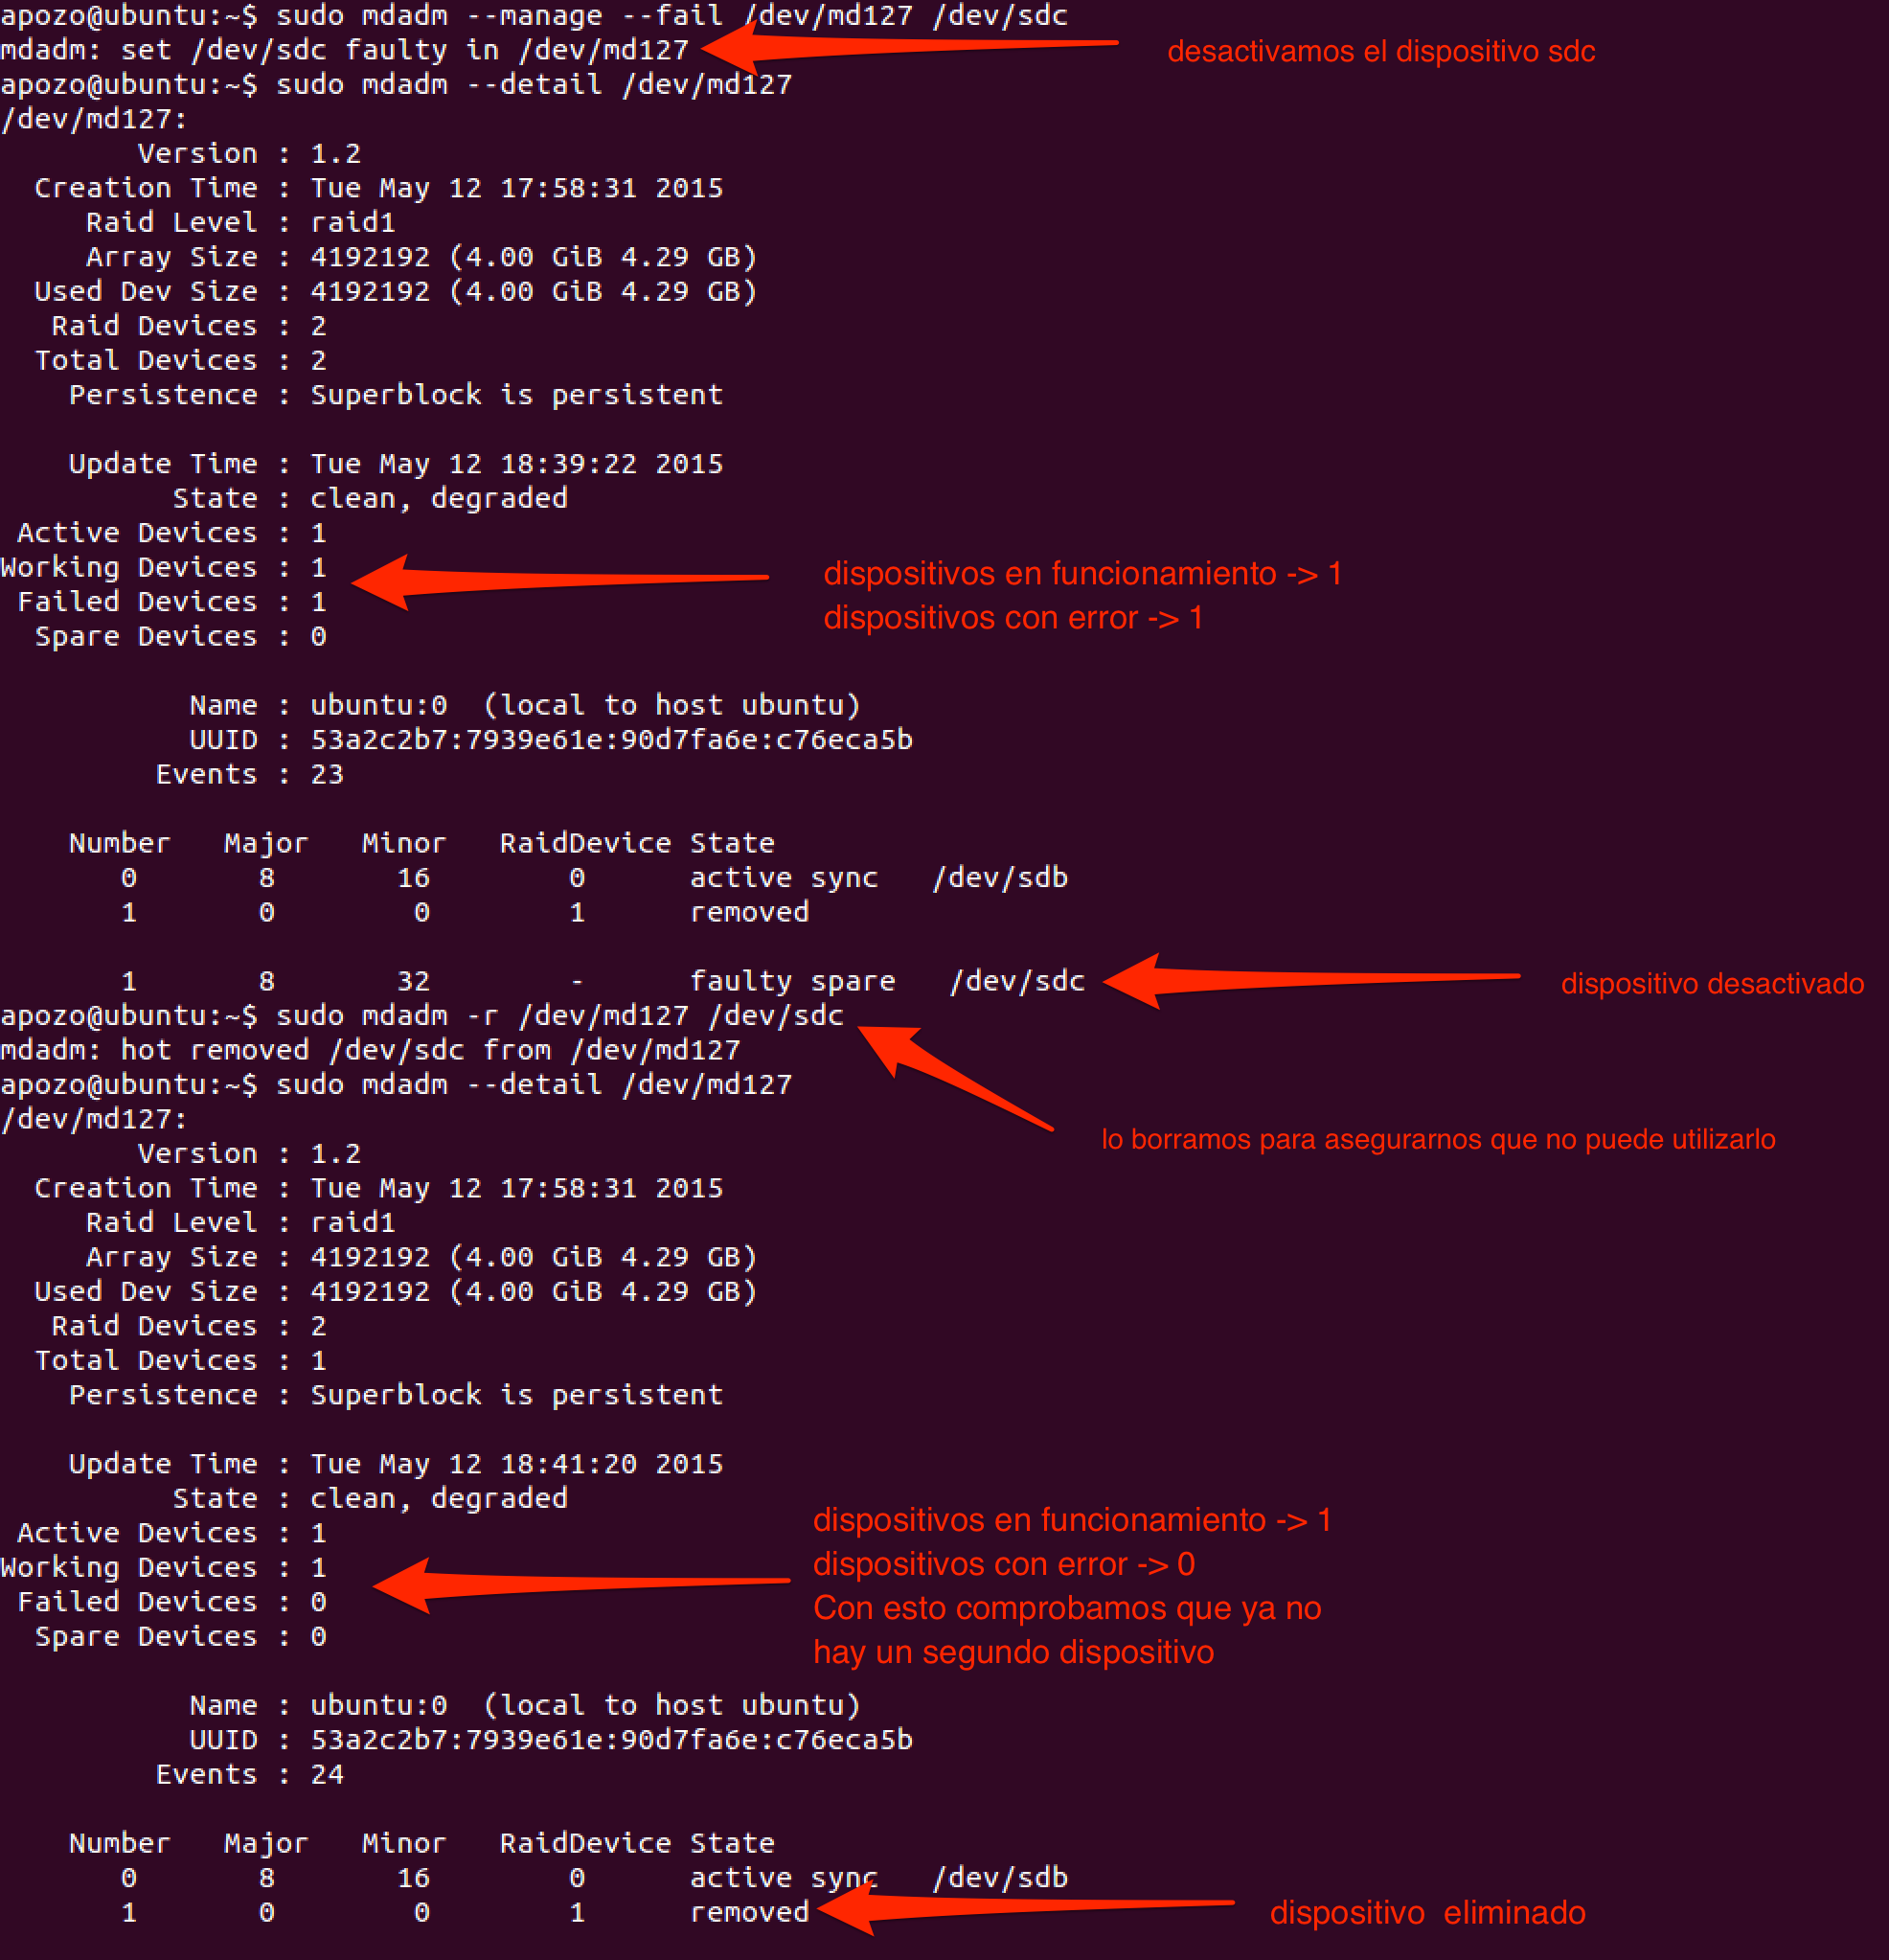 apozo@ubuntu:~$ sudo mdadm --manage --fail /dev/md127 /dev/sdc
mdadm: set /dev/sdc faulty in /dev/md127
desactivamos el dispositivo sdc
apozo@ubuntu:~$ sudo mdadm --detail /dev/md127
/dev/md127:
Version : 1.2
Creation Time : Tue May 12 17:58:31 2015
Raid Level : raid1
Array Size : 4192192 (4.00 GiB 4.29 GB)
Used Dev Size : 4192192 (4.00 GiB 4.29 GB)
Raid Devices : 2
Total Devices : 2
Persistence : Superblock is persistent
Update Time : Tue May 12 18:39:22 2015
State : clean, degraded
Active Devices : 1
Working Devices : 1
dispositivos en funcionamiento -> 1
Failed Devices : 1
dispositivos con error -> 1
Spare Devices : 0
Name : ubuntu:0  (local to host ubuntu)
UUID : 53a2c2b7:7939e61e:90d7fa6e:c76eca5b
Events : 23
Number   Major   Minor   RaidDevice State
0       8       16        0      active sync   /dev/sdb
1       0        0        1      removed
1       8       32        -      faulty spare   /dev/sdc
dispositivo desactivado
apozo@ubuntu:~$ sudo mdadm -r /dev/md127 /dev/sdc
mdadm: hot removed /dev/sdc from /dev/md127
apozo@ubuntu:~$ sudo mdadm --detail /dev/md127
/dev/md127:
lo borramos para asegurarnos que no puede utilizarlo
Version : 1.2
Creation Time : Tue May 12 17:58:31 2015
Raid Level : raid1
Array Size : 4192192 (4.00 GiB 4.29 GB)
Used Dev Size : 4192192 (4.00 GiB 4.29 GB)
Raid Devices : 2
Total Devices : 1
Persistence : Superblock is persistent
Update Time : Tue May 12 18:41:20 2015
State : clean, degraded
Active Devices : 1
Working Devices : 1
Failed Devices : 0
Spare Devices : 0
dispositivos en funcionamiento -> 1
dispositivos con error -> 0
Con esto comprobamos que ya no
hay un segundo dispositivo
Name : ubuntu:0  (local to host ubuntu)
UUID : 53a2c2b7:7939e61e:90d7fa6e:c76eca5b
Events : 24
Number   Major   Minor   RaidDevice State
0       8       16        0      active sync   /dev/sdb
1       0        0        1      removed
dispositivo  eliminado